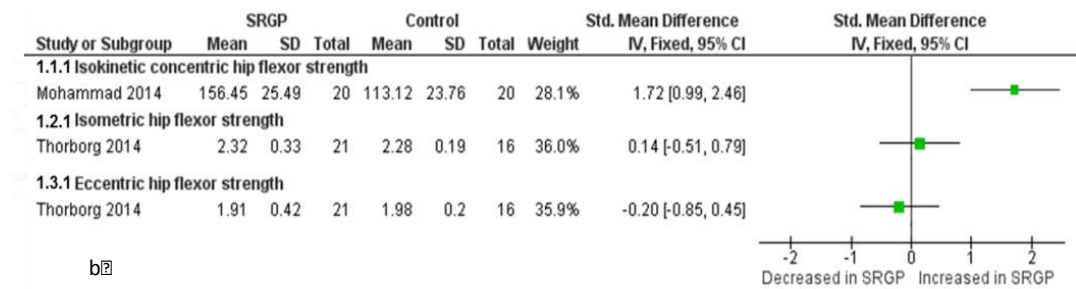 SRGP Control Std. Mean Difference Std. Mean Difference
Study or Subgroup Mean SD Total Mean SD Total Weight IV, Fixed, 95% CI IV, Fixed, 95% CI
1.1.1 Isokinetic concentric hip flexor strength
Mohammad 2014 156.45 25.49 20 113.12 23.76 20 28.1% 1.72 [0.99, 2.46]
1.2.1 Isometric hip flexor strength
Thorborg 2014 2.32 0.33 21 2.28 0.19 16 36.0% 0.14 [-0.51, 0.79]
1.3.1 Eccentric hip flexor strength
Thorborg 2014 1.91 0.42 21 1.98 0.2 16 35.9% -0.20 [-0.85, 0.45]
-2 -1 0 1 2
Decreased in SRGP Increased in SRGP
b